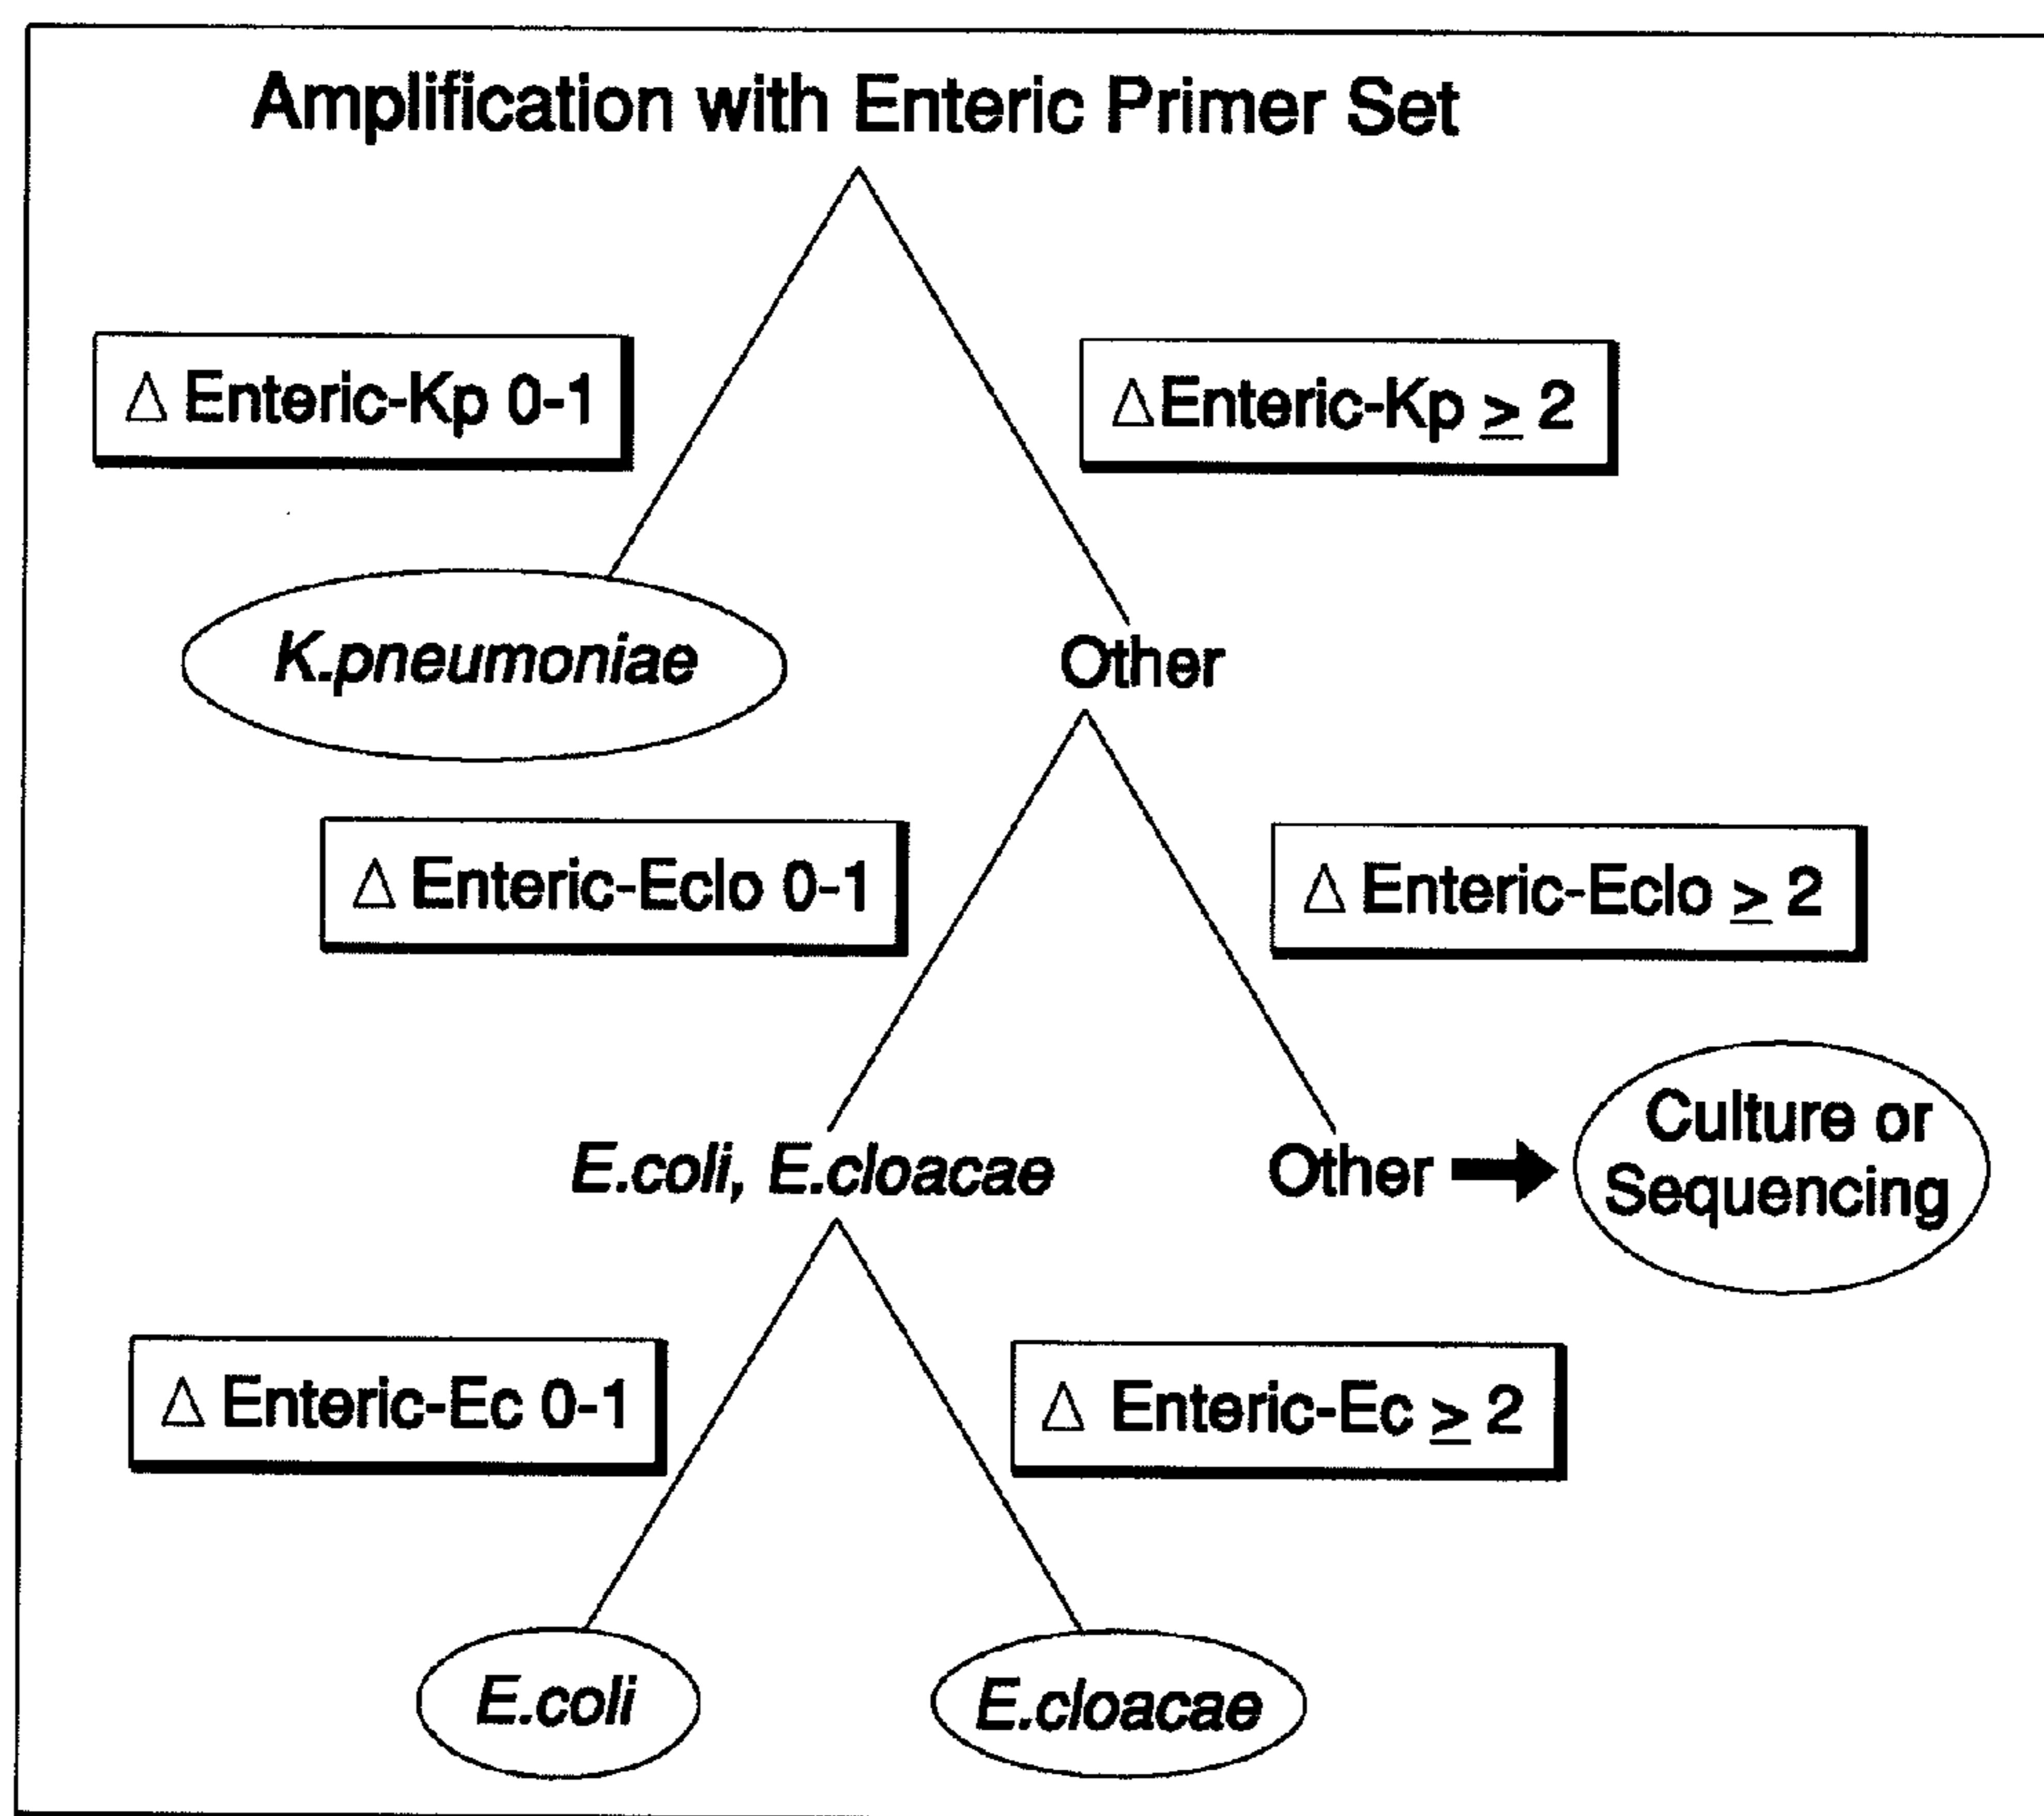 Amplification with Enteric Primer Set
△ Enteric-Kp 0-1
△Enteric-Kp ≥ 2
K.pneumoniae
Other
△ Enteric-Eclo 0-1
△ Enteric-Eclo ≥ 2
E.coli, E.cloacae
Other
Culture or
Sequencing
△ Enteric-Ec 0-1
△ Enteric-Ec ≥ 2
E.coli
E.cloacae